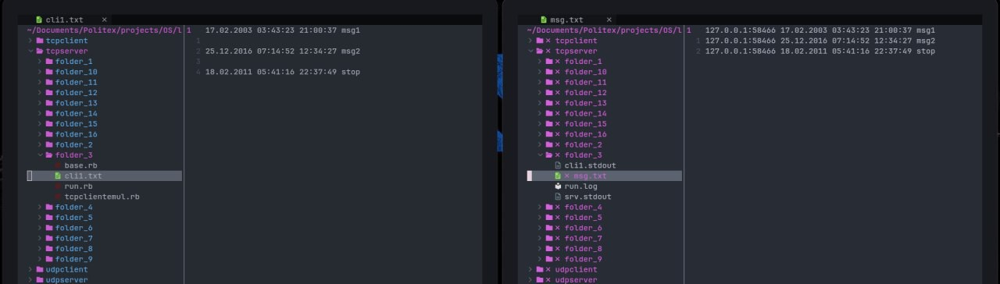 cli1.txt ×
~/Documents/Politex/projects/OS/l
tcpclient
tcpserver
folder_1
folder_10
folder_11
folder_12
folder_13
folder_14
folder_15
folder_16
folder_2
folder_3
base.rb
cli1.txt
run.rb
tcpclientemul.rb
folder_4
folder_5
folder_6
folder_7
folder_8
folder_9
udpclient
udpserver
1 17.02.2003 03:43:23 21:00:37 msg1
1
2 25.12.2016 07:14:52 12:34:27 msg2
3
4 18.02.2011 05:41:16 22:37:49 stop
msg.txt ×
~/Documents/Politex/projects/OS/l
× tcpclient
× tcpserver
× folder_1
× folder_10
× folder_11
× folder_12
× folder_13
× folder_14
× folder_15
× folder_16
× folder_2
folder_3
cli1.stdout
× msg.txt
run.log
srv.stdout
× folder_4
× folder_5
× folder_6
× folder_7
× folder_8
× folder_9
× udpclient
× udpserver
1 127.0.0.1:58466 17.02.2003 03:43:23 21:00:37 msg1
1 127.0.0.1:58466 25.12.2016 07:14:52 12:34:27 msg2
2 127.0.0.1:58466 18.02.2011 05:41:16 22:37:49 stop